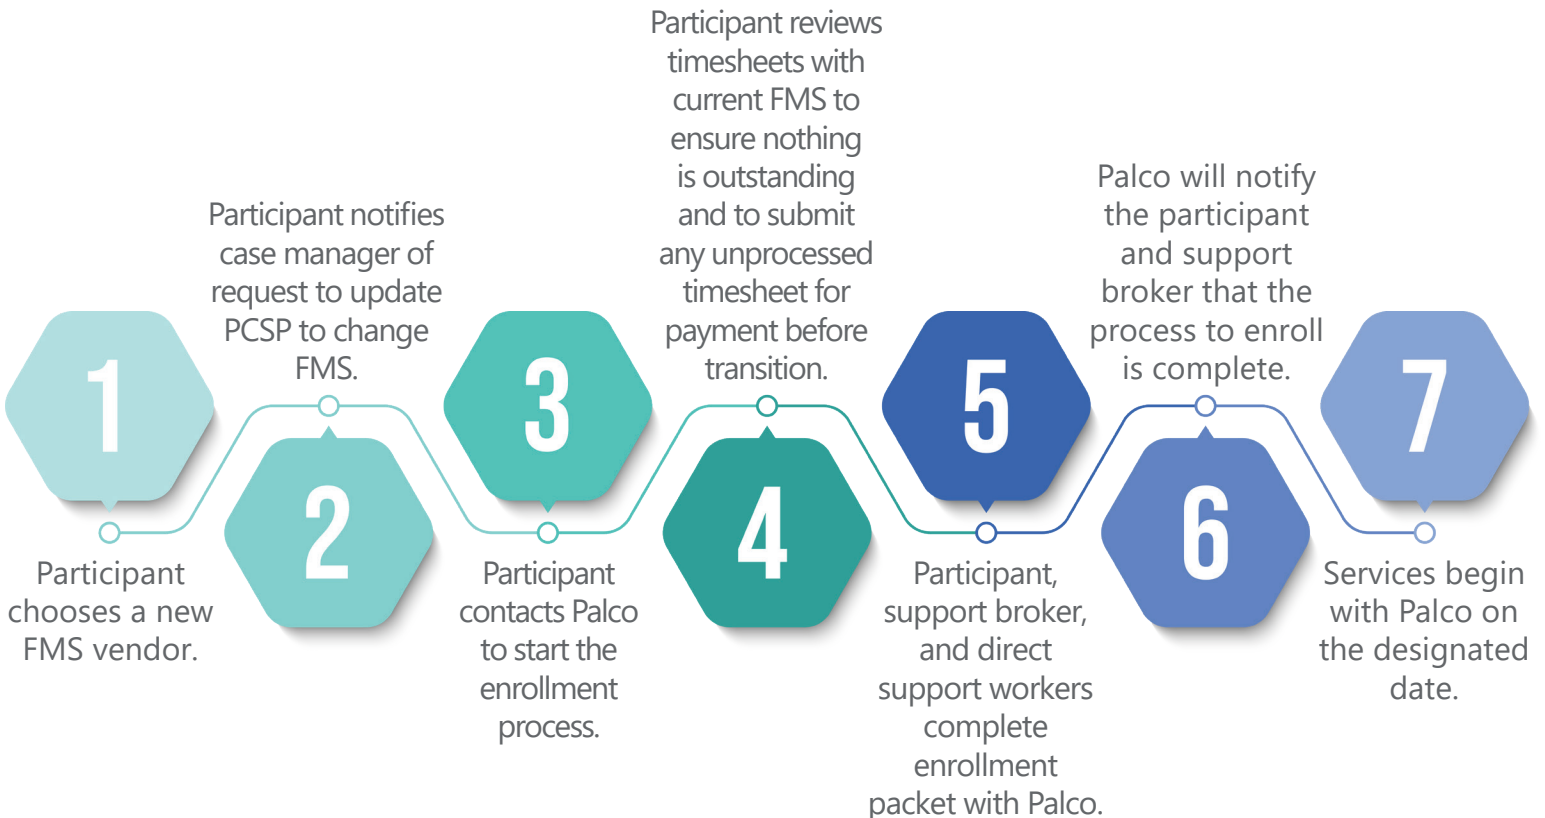 1
Participant
chooses a new
FMS vendor.
Participant notifies
case manager of
request to update
PCSP to change
FMS.
2
3
Participant
contacts Palco
to start the
enrollment
process.
Participant reviews
timesheets with
current FMS to
ensure nothing
is outstanding
and to submit
any unprocessed
timesheet for
payment before
transition.
4
5
Participant,
support broker,
and direct
support workers
complete
enrollment
packet with Palco.
Palco will notify
the participant
and support
broker that the
process to enroll
is complete.
6
7
Services begin
with Palco on
the designated
date.